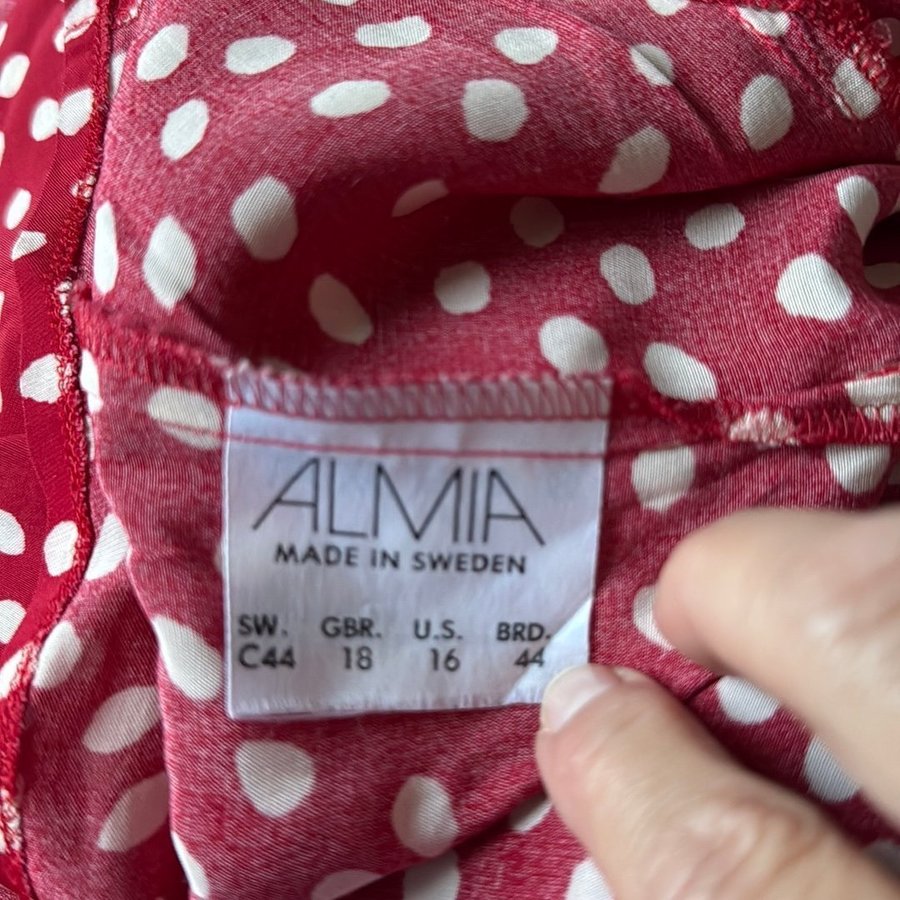 ALMIA
MADE IN SWEDEN
SW. GBR. U.S. BRD.
C44 18 16 44